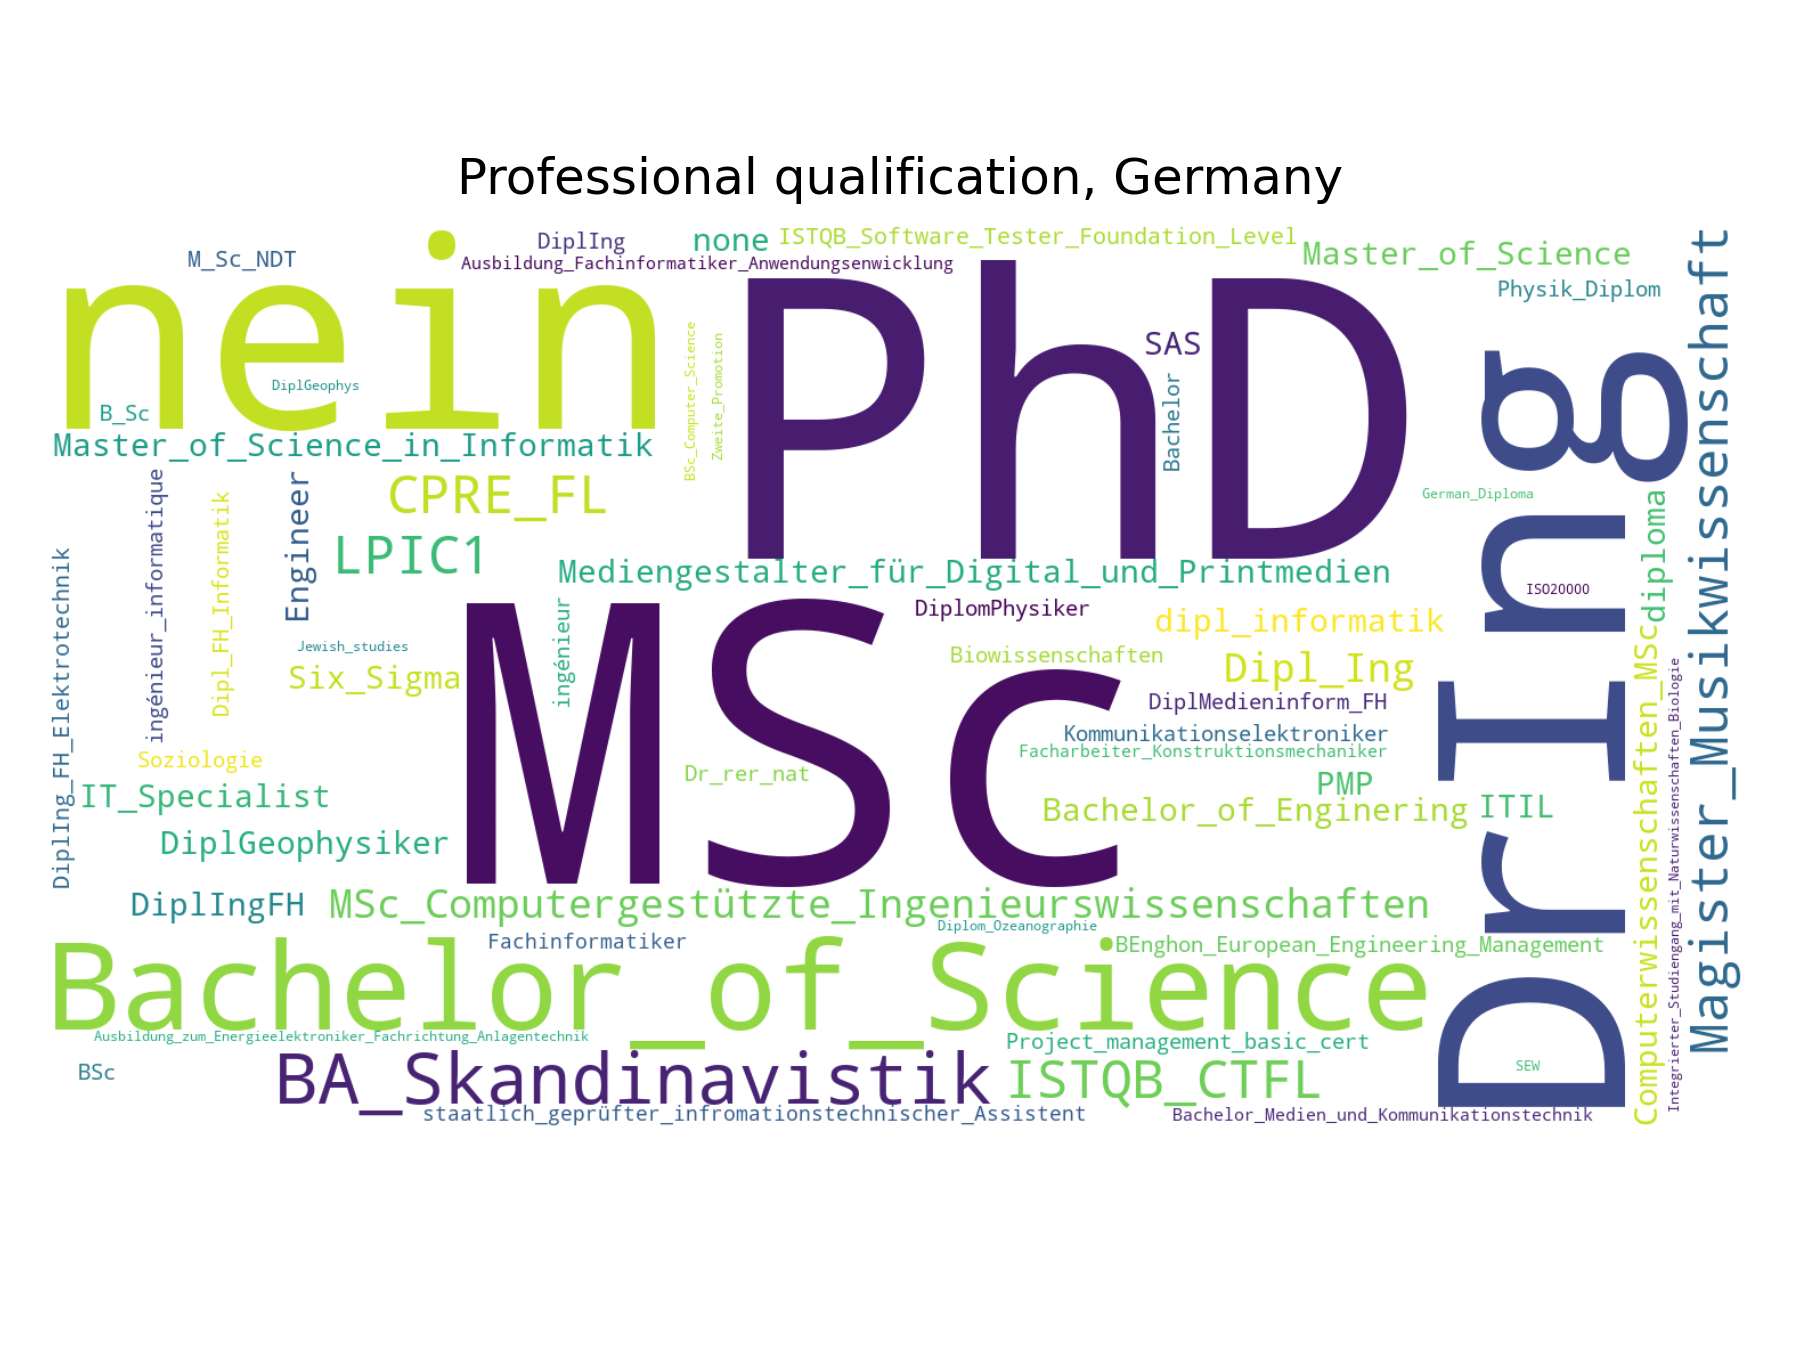 Professional qualification, Germany
M_Sc_NDT
DiplIng
none
ISTQB_Software_Tester_Foundation_Level
Master_of_Science
Ausbildung_Fachinformatiker_Anwendungsenwicklung
Physik_Diplom
nein
PhD
SAS
DiplGeophys
B_Sc
BSc_Computer_Science
Zweite_Promotion
Bachelor
Master_of_Science_in_Informatik
CPRE_FL
German_Diploma
DrIng
Magister_Musikwissenschaft
diploma
ingénieur_informatique
Dipl_FH_Informatik
Engineer
LPIC1
Mediengestalter_für_Digital_und_Printmedien
ISO20000
DiplIng_FH_Elektrotechnik
MSc
ingénieur
DiplomPhysiker
dipl_informatik
Jewish_studies
Six_Sigma
Biowissenschaften
Dipl_Ing
DiplMedieninform_FH
Kommunikationselektroniker
Facharbeiter_Konstruktionsmechaniker
Soziologie
Dr_rer_nat
PMP
IT_Specialist
Bachelor_of_Enginering
ITIL
Computerwissenschaften_MSc
Integrierter_Studiengang_mit_Naturwissenschaften_Biologie
DiplGeophysiker
DiplIngFH
MSc_Computergestützte_Ingenieurswissenschaften
Diplom_Ozeanographie
Fachinformatiker
BEnghon_European_Engineering_Management
Bachelor_of_Science
Ausbildung_zum_Energieelektroniker_Fachrichtung_Anlagentechnik
Project_management_basic_cert
BSc
BA_Skandinavistik
ISTQB_CTFL
SEW
staatlich_geprüfter_infromationstechnischer_Assistent
Bachelor_Medien_und_Kommunikationstechnik